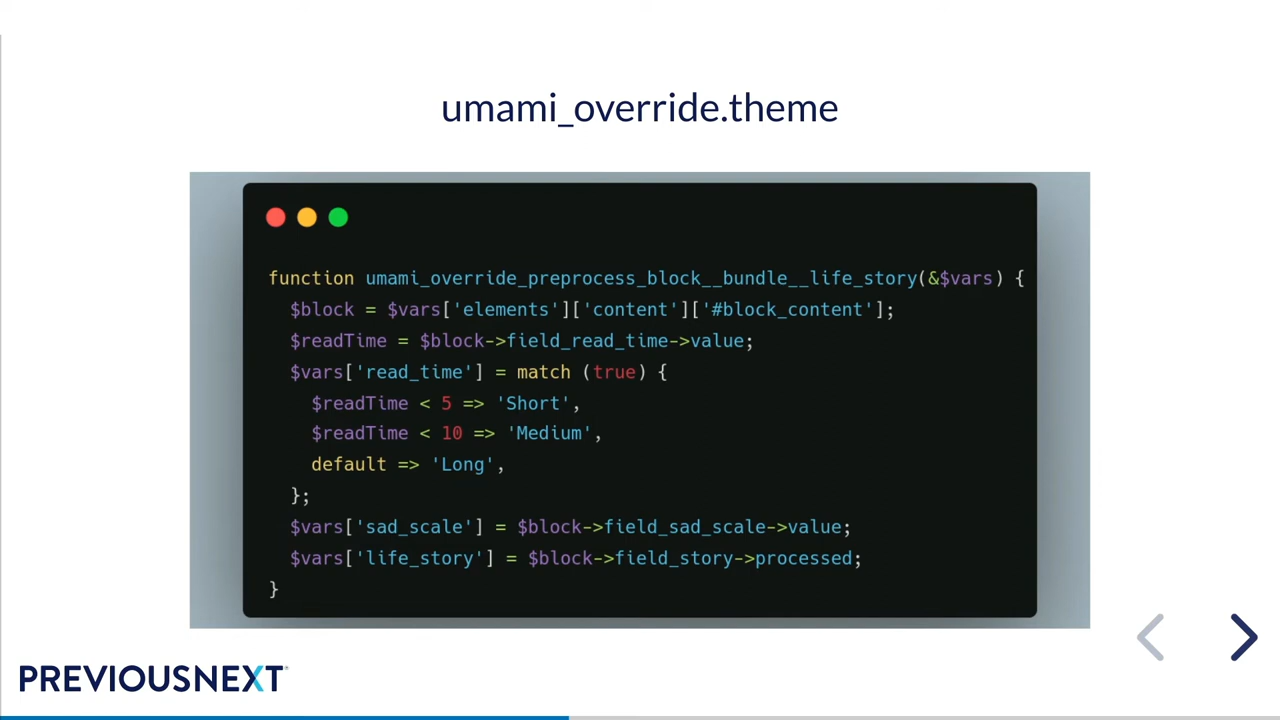 umami_override.theme
function umami_override_preprocess_block__bundle__life_story(&$vars) {
$block = $vars['elements']['content']['#block_content'];
$readTime = $block->field_read_time->value;
$vars['read_time'] = match (true) {
$readTime < 5 => 'Short',
$readTime < 10 => 'Medium',
default => 'Long',
};
$vars['sad_scale'] = $block->field_sad_scale->value;
$vars['life_story'] = $block->field_story->processed;
}
PREVIOUSNEXT